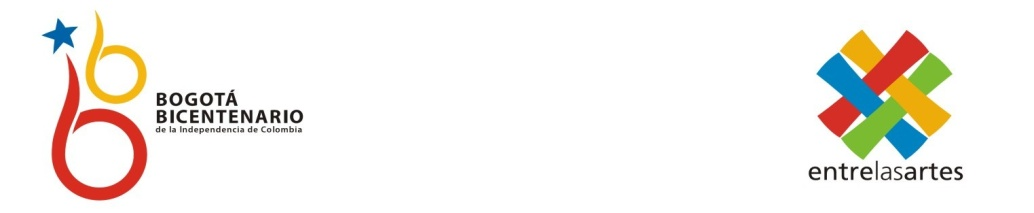 BOGOTÁ
BICENTENARIO
de la Independencia de Colombia
entrelasartes